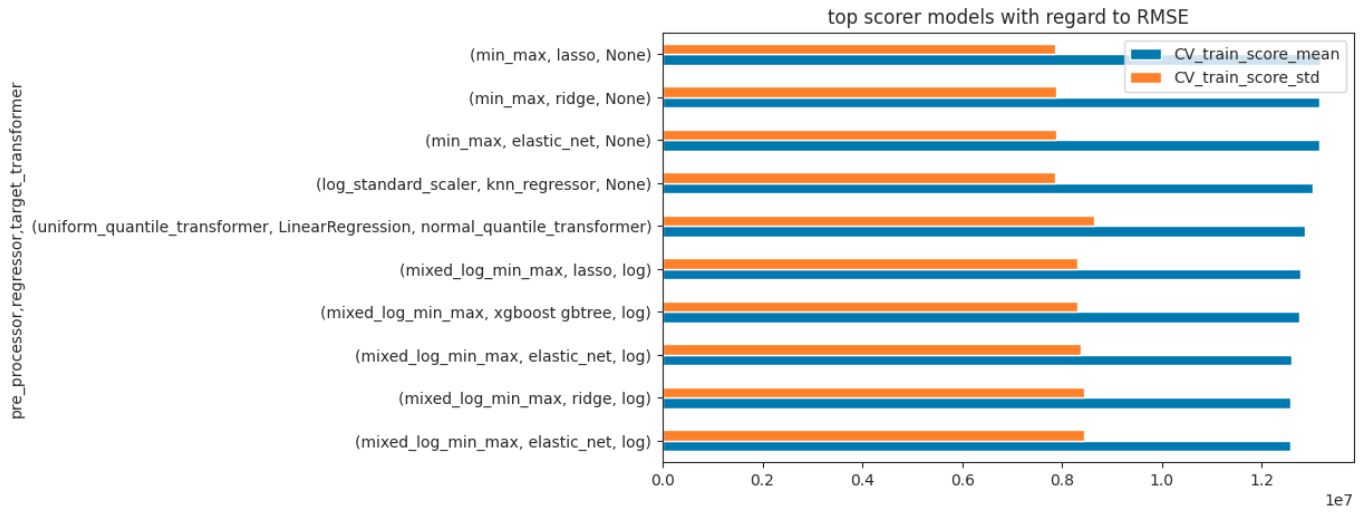 top scorer models with regard to RMSE
pre_processor,regressor,target_transformer
(min_max, lasso, None)
(min_max, ridge, None)
(min_max, elastic_net, None)
(log_standard_scaler, knn_regressor, None)
(uniform_quantile_transformer, LinearRegression, normal_quantile_transformer)
(mixed_log_min_max, lasso, log)
(mixed_log_min_max, xgboost gbtree, log)
(mixed_log_min_max, elastic_net, log)
(mixed_log_min_max, ridge, log)
(mixed_log_min_max, elastic_net, log)
CV_train_score_mean
CV_train_score_std
0.0 0.2 0.4 0.6 0.8 1.0 1.2
1e7